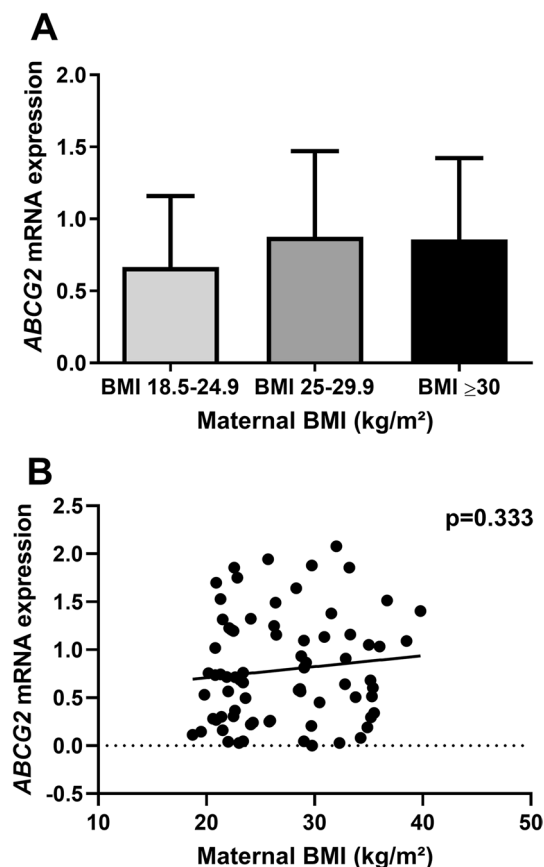 A
ABCG2 mRNA expression
2.0
1.5
1.0
0.5
0.0
BMI 18.5-24.9 BMI 25-29.9 BMI ≥30
Maternal BMI (kg/m²)
B
ABCG2 mRNA expression
2.5
2.0
1.5
1.0
0.5
0.0
-0.5
p=0.333
10 20 30 40 50
Maternal BMI (kg/m²)